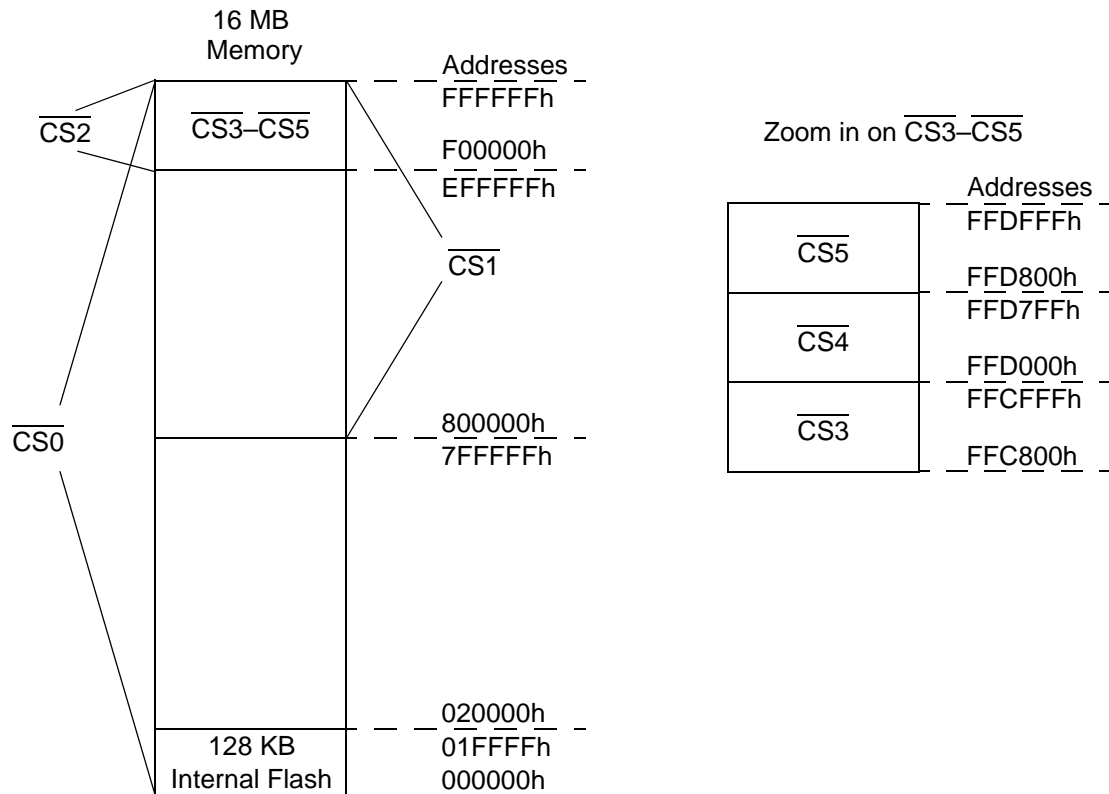 16 MB
Memory
Addresses
FFFFFFh
CS2
CS3–CS5
F00000h
EFFFFFh
CS1
CS0
800000h
7FFFFFh
020000h
128 KB
Internal Flash
01FFFFh
000000h
Zoom in on CS3–CS5
Addresses
FFDFFFh
CS5
FFD800h
FFD7FFh
CS4
FFD000h
FFCFFFh
CS3
FFC800h